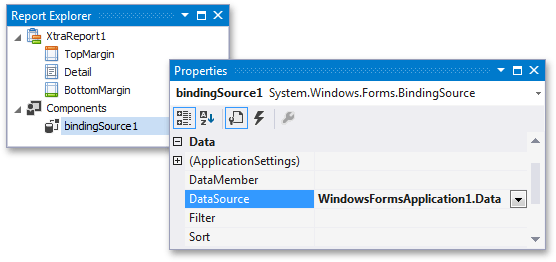 Report Explorer
XtraReport1
TopMargin
Detail
BottomMargin
Components
bindingSource1
Properties
bindingSource1 System.Windows.Forms.BindingSource
Data
(ApplicationSettings)
DataMember
DataSource WindowsFormsApplication1.Data
Filter
Sort